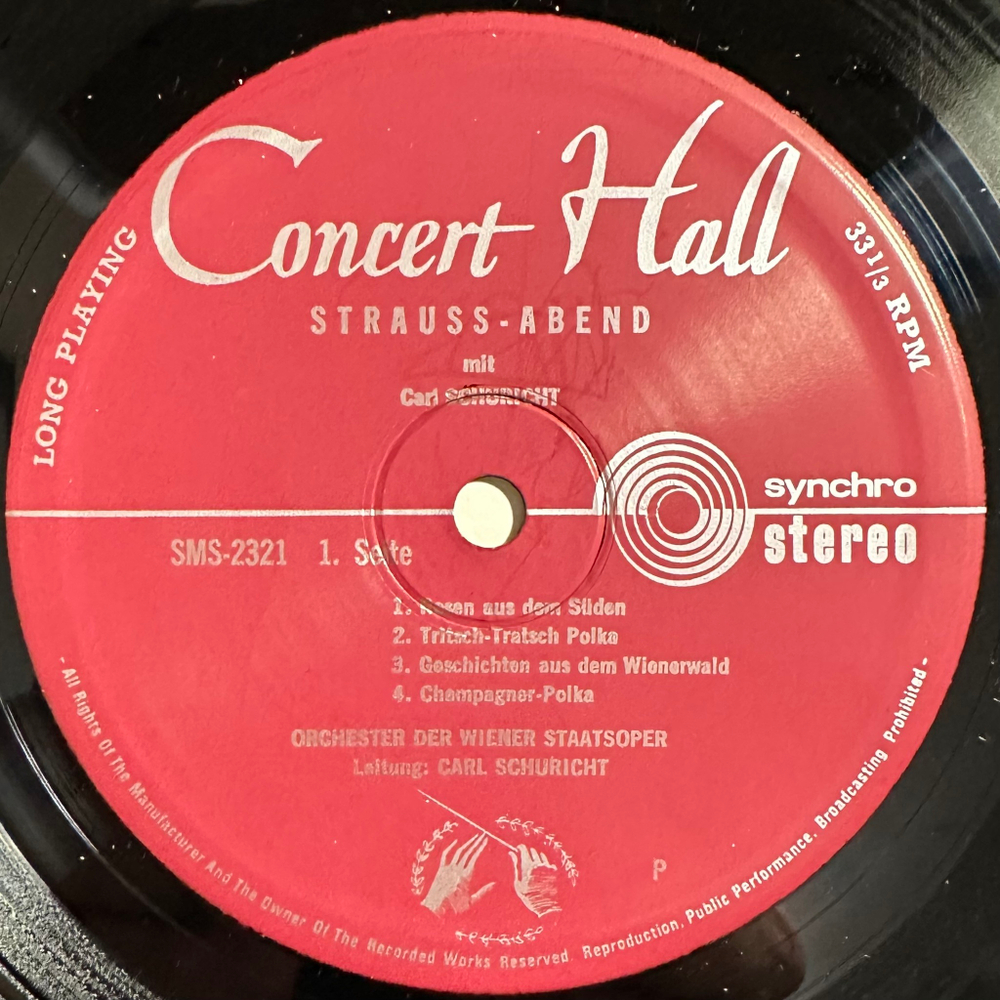 Concert Hall
LONG PLAYING
33 1/3 RPM
STRAUSS-ABEND
mit
Carl SCHURICHT
synchro
stereo
SMS-2321 1. Seite
1. Rosen aus dem Süden
2. Tritsch-Tratsch Polka
3. Geschichten aus dem Wienerwald
4. Champagner-Polka
ORCHESTER DER WIENER STAATSOPER
Leitung: CARL SCHURICHT
P
- All Rights Of The Manufacturer And The Owner Of The Recorded Works Reserved. Reproduction, Public Performance, Broadcasting Prohibited -